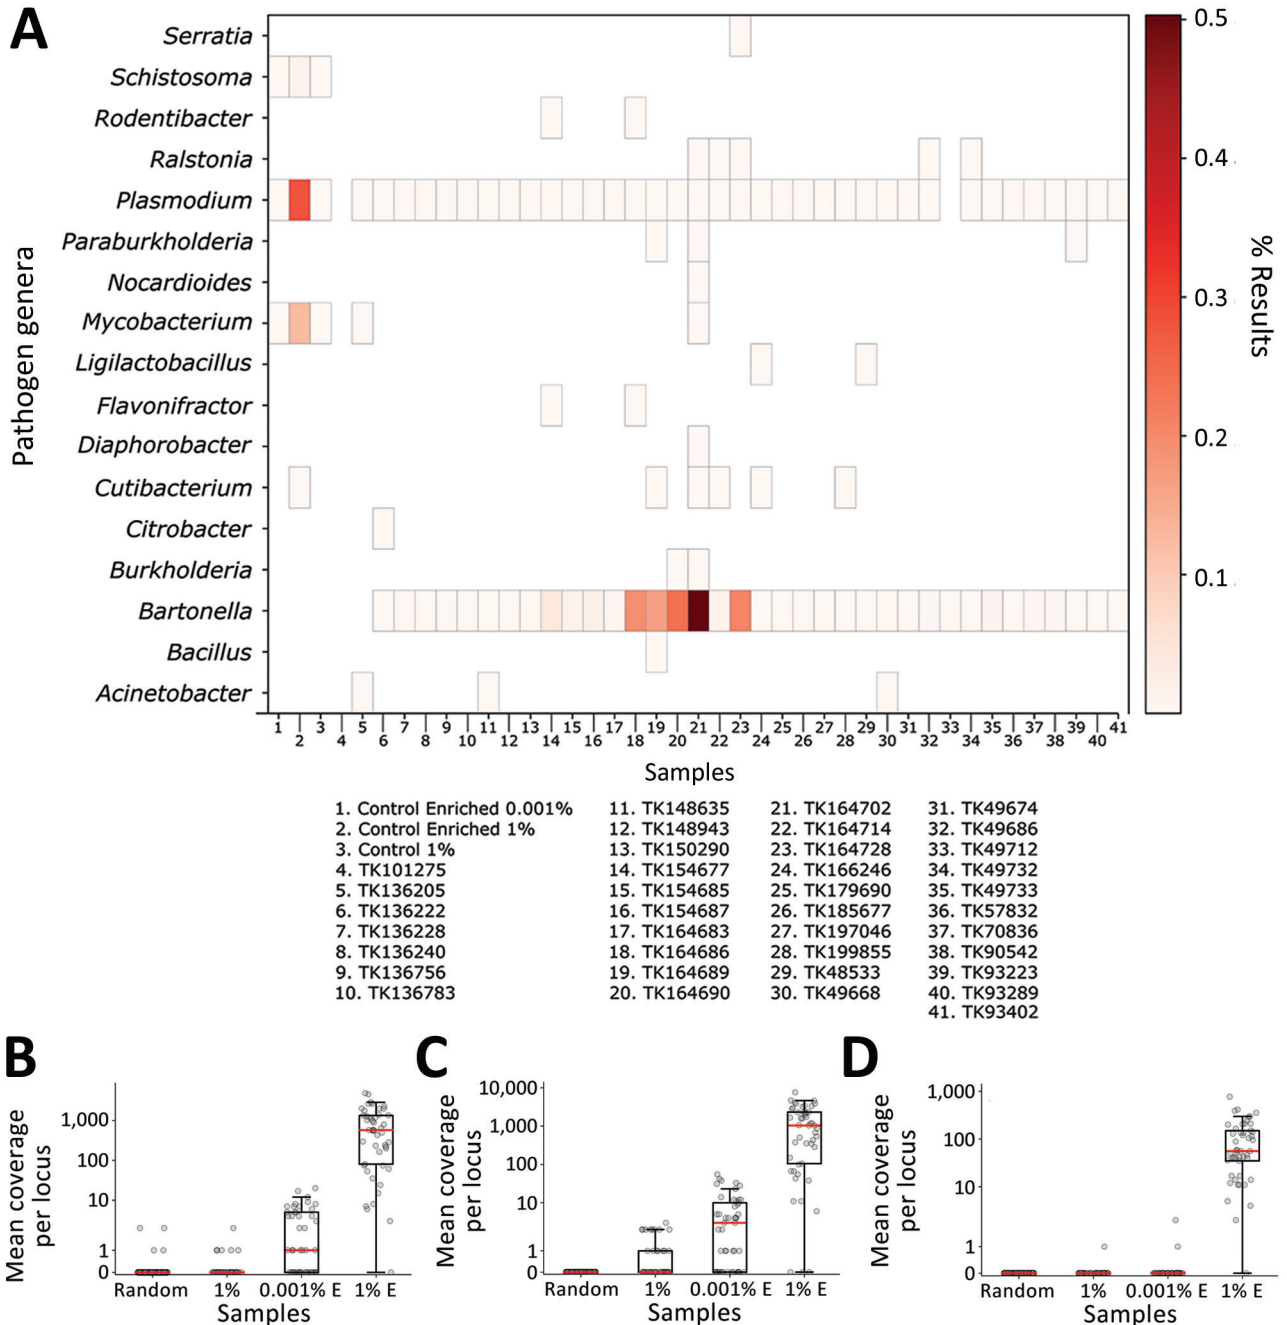 A
Serratia
Schistosoma
Rodentibacter
Ralstonia
Plasmodium
Paraburkholderia
Nocardioides
Mycobacterium
Ligilactobacillus
Flavonifractor
Diaphorobacter
Cutibacterium
Citrobacter
Burkholderia
Bartonella
Bacillus
Acinetobacter
Pathogen genera
0.5
0.4
0.3
0.2
0.1
% Results
1 3 5 7 9 11 13 15 17 19 21 23 25 27 29 31 33 35 37 39 41
2 4 6 8 10 12 14 16 18 20 22 24 26 28 30 32 34 36 38 40
Samples
1. Control Enriched 0.001%
2. Control Enriched 1%
3. Control 1%
4. TK101275
5. TK136205
6. TK136222
7. TK136228
8. TK136240
9. TK136756
10. TK136783
11. TK148635
12. TK148943
13. TK150290
14. TK154677
15. TK154685
16. TK154687
17. TK164683
18. TK164686
19. TK164689
20. TK164690
21. TK164702
22. TK164714
23. TK164728
24. TK166246
25. TK179690
26. TK185677
27. TK197046
28. TK199855
29. TK48533
30. TK49668
31. TK49674
32. TK49686
33. TK49712
34. TK49732
35. TK49733
36. TK57832
37. TK70836
38. TK90542
39. TK93223
40. TK93289
41. TK93402
B
Mean coverage
per locus
1,000
100
10
1
0
Random 1% 0.001% E 1% E
Samples
C
Mean coverage
per locus
10,000
1,000
100
10
1
0
Random 1% 0.001% E 1% E
Samples
D
Mean coverage
per locus
1,000
100
10
1
0
Random 1% 0.001% E 1% E
Samples